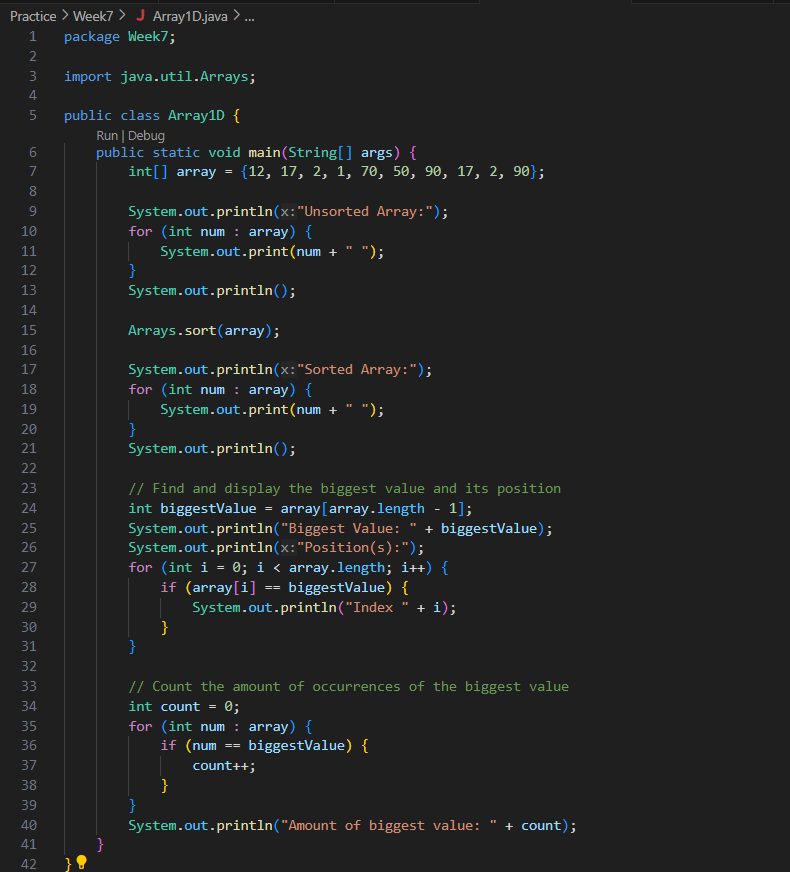 Practice > Week7 > J Array1D.java > ...
1 package Week7;
2
3 import java.util.Arrays;
4
5 public class Array1D {
Run | Debug
6 public static void main(String[] args) {
7 int[] array = {12, 17, 2, 1, 70, 50, 90, 17, 2, 90};
8
9 System.out.println(x:"Unsorted Array:");
10 for (int num : array) {
11 System.out.print(num + " ");
12 }
13 System.out.println();
14
15 Arrays.sort(array);
16
17 System.out.println(x:"Sorted Array:");
18 for (int num : array) {
19 System.out.print(num + " ");
20 }
21 System.out.println();
22
23 // Find and display the biggest value and its position
24 int biggestValue = array[array.length - 1];
25 System.out.println("Biggest Value: " + biggestValue);
26 System.out.println(x:"Position(s):");
27 for (int i = 0; i < array.length; i++) {
28 if (array[i] == biggestValue) {
29 System.out.println("Index " + i);
30 }
31 }
32
33 // Count the amount of occurrences of the biggest value
34 int count = 0;
35 for (int num : array) {
36 if (num == biggestValue) {
37 count++;
38 }
39 }
40 System.out.println("Amount of biggest value: " + count);
41 }
42 }